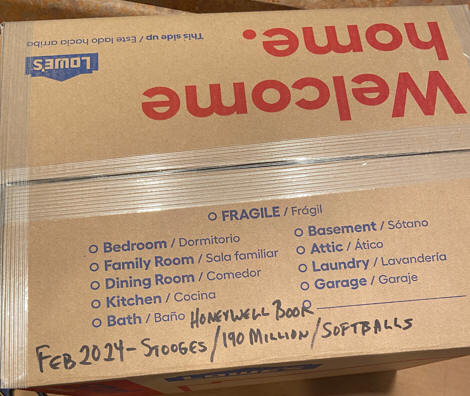 Welcome
home.
LOWE'S
This side up / Este lado hacia arriba
O FRAGILE / Frágil
O Bedroom / Dormitorio
O Family Room / Sala familiar
O Dining Room / Comedor
O Kitchen / Cocina
O Bath / Baño
O Basement / Sótano
O Attic / Ático
O Laundry / Lavandería
O Garage / Garaje
HONEYWELL BOOR
FEB 2024 - STOOGES / 190 MILLION / SOFTBALLS